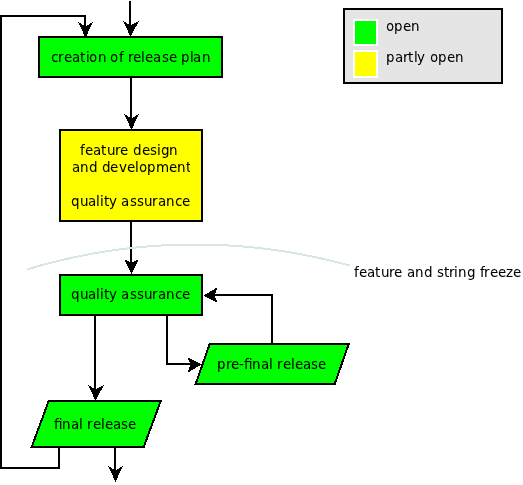 open
creation of release plan
partly open
feature design
and development
quality assurance
feature and string freeze
quality assurance
pre-final release
final release